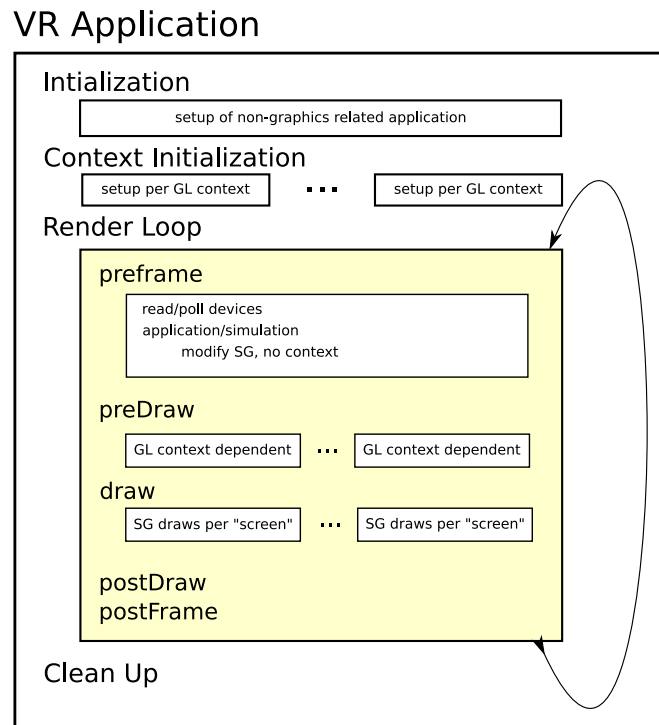 VR Application
Intialization
setup of non-graphics related application
Context Initialization
setup per GL context ... setup per GL context
Render Loop
preframe
read/poll devices
application/simulation
modify SG, no context
preDraw
GL context dependent ... GL context dependent
draw
SG draws per "screen" ... SG draws per "screen"
postDraw
postFrame
Clean Up